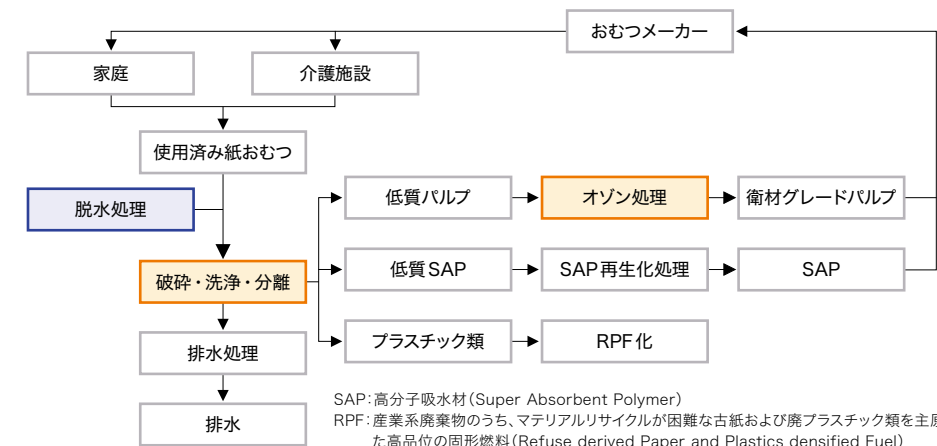 おむつメーカー
家庭
介護施設
使用済み紙おむつ
脱水処理
低質パルプ
オゾン処理
衛材グレードパルプ
破砕・洗浄・分離
低質SAP
SAP再生化処理
SAP
プラスチック類
RPF化
排水処理
排水
SAP：高分子吸水材（Super Absorbent Polymer）
RPF：産業系廃棄物のうち、マテリアルリサイクルが困難な古紙および廃プラスチック類を主原
た高品位の固形燃料（Refuse derived Paper and Plastics densified Fuel）